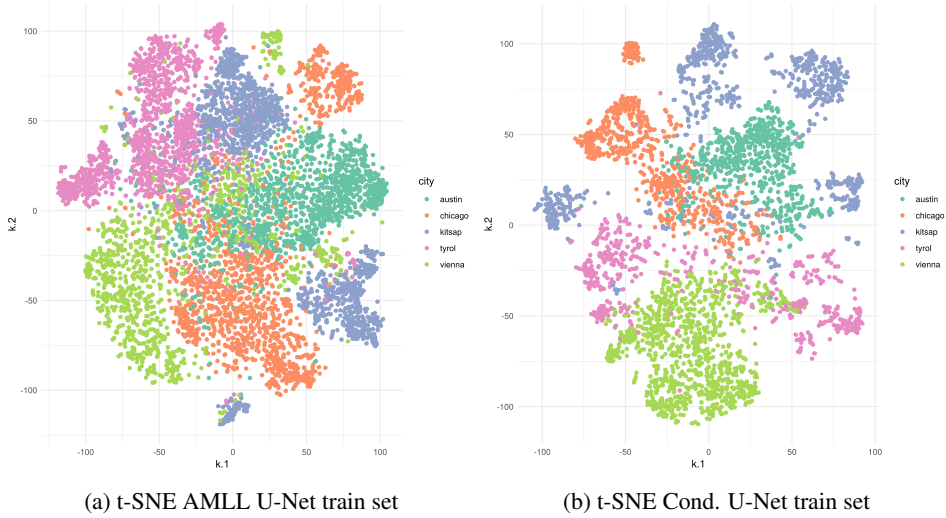 100
50
0
-50
-100
k.2
-100
-50
0
50
100
k.1
city
austin
chicago
kitsap
tyrol
vienna
(a) t-SNE AMLL U-Net train set
100
50
0
-50
-100
k.2
-100
-50
0
50
100
k.1
city
austin
chicago
kitsap
tyrol
vienna
(b) t-SNE Cond. U-Net train set